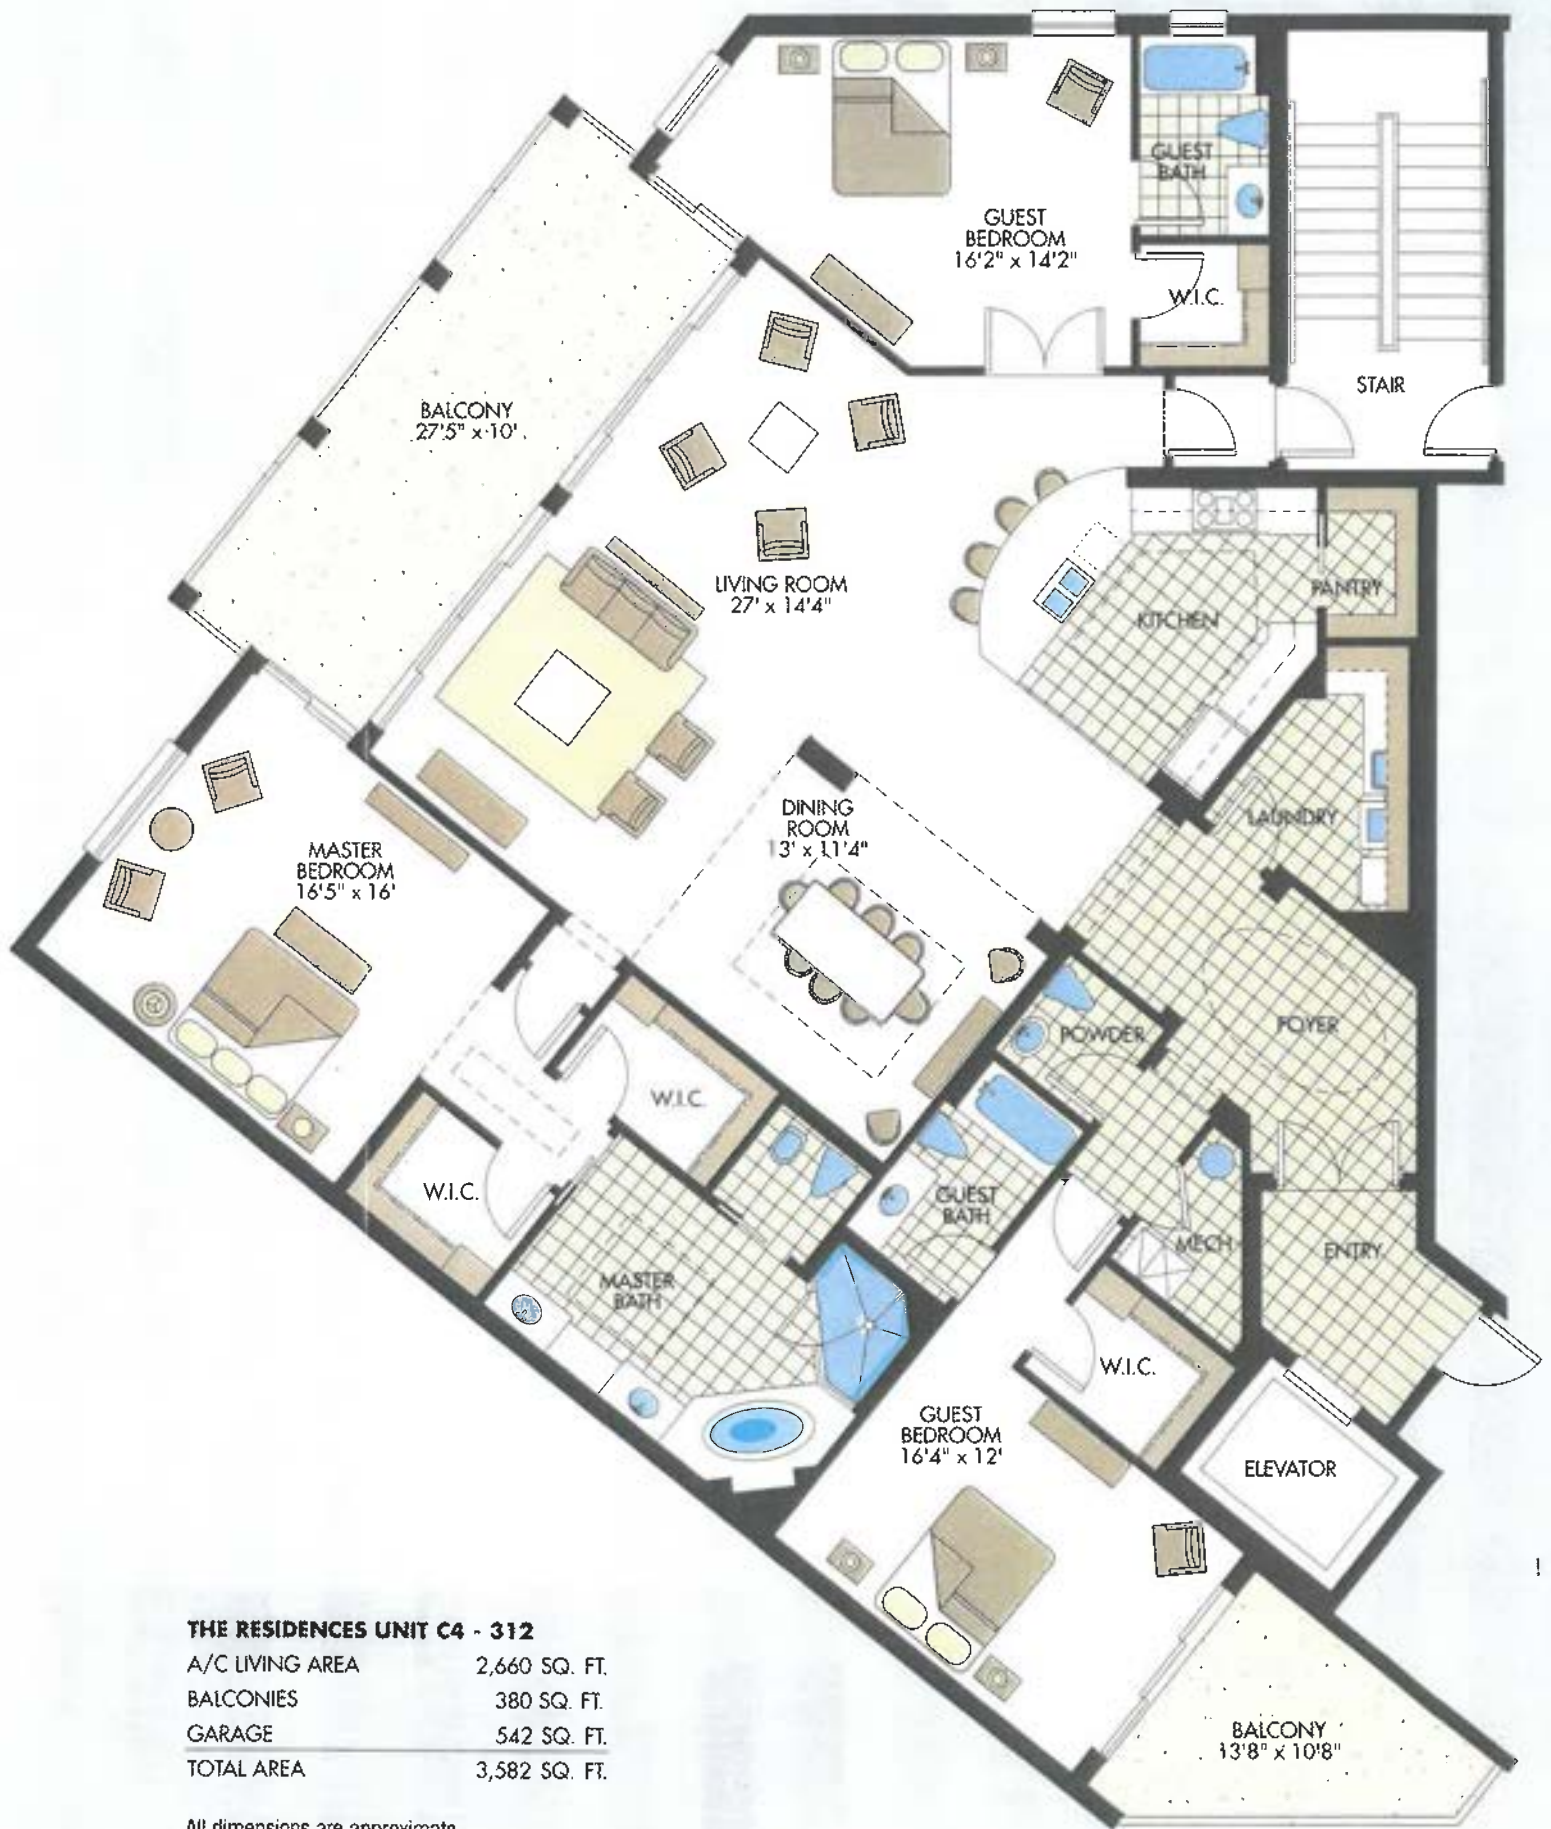 GUEST
BATH
GUEST
BEDROOM
16'2" x 14'2"
W.I.C.
STAIR
BALCONY
27'5" x 10'
LIVING ROOM
27' x 14'4"
PANTRY
KITCHEN
DINING
ROOM
13' x 11'4"
LAUNDRY
MASTER
BEDROOM
16'5" x 16'
FOYER
POWDER
W.I.C.
W.I.C.
GUEST
BATH
MECH
ENTRY
MASTER
BATH
W.I.C.
GUEST
BEDROOM
16'4" x 12'
ELEVATOR
BALCONY
13'8" x 10'8"
THE RESIDENCES UNIT C4 - 312
A/C LIVING AREA 2,660 SQ. FT.
BALCONIES 380 SQ. FT.
GARAGE 542 SQ. FT.
TOTAL AREA 3,582 SQ. FT.
All dimensions are approximate